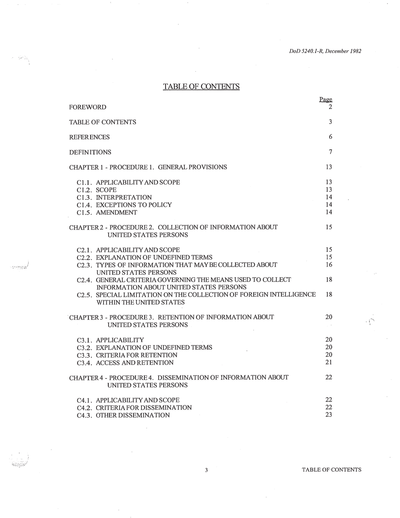 DoD 5240.1-R, December 1982
TABLE OF CONTENTS
Page
FOREWORD 2
TABLE OF CONTENTS 3
REFERENCES 6
DEFINITIONS 7
CHAPTER 1 - PROCEDURE 1. GENERAL PROVISIONS 13
C1.1. APPLICABILITY AND SCOPE 13
C1.2. SCOPE 13
C1.3. INTERPRETATION 14
C1.4. EXCEPTIONS TO POLICY 14
C1.5. AMENDMENT 14
CHAPTER 2 - PROCEDURE 2. COLLECTION OF INFORMATION ABOUT 15
UNITED STATES PERSONS
C2.1. APPLICABILITY AND SCOPE 15
C2.2. EXPLANATION OF UNDEFINED TERMS 15
C2.3. TYPES OF INFORMATION THAT MAY BE COLLECTED ABOUT 16
UNITED STATES PERSONS
C2.4. GENERAL CRITERIA GOVERNING THE MEANS USED TO COLLECT 18
INFORMATION ABOUT UNITED STATES PERSONS
C2.5. SPECIAL LIMITATION ON THE COLLECTION OF FOREIGN INTELLIGENCE 18
WITHIN THE UNITED STATES
CHAPTER 3 - PROCEDURE 3. RETENTION OF INFORMATION ABOUT 20
UNITED STATES PERSONS
C3.1. APPLICABILITY 20
C3.2. EXPLANATION OF UNDEFINED TERMS 20
C3.3. CRITERIA FOR RETENTION 20
C3.4. ACCESS AND RETENTION 21
CHAPTER 4 - PROCEDURE 4. DISSEMINATION OF INFORMATION ABOUT 22
UNITED STATES PERSONS
C4.1. APPLICABILITY AND SCOPE 22
C4.2. CRITERIA FOR DISSEMINATION 22
C4.3. OTHER DISSEMINATION 23
3 TABLE OF CONTENTS